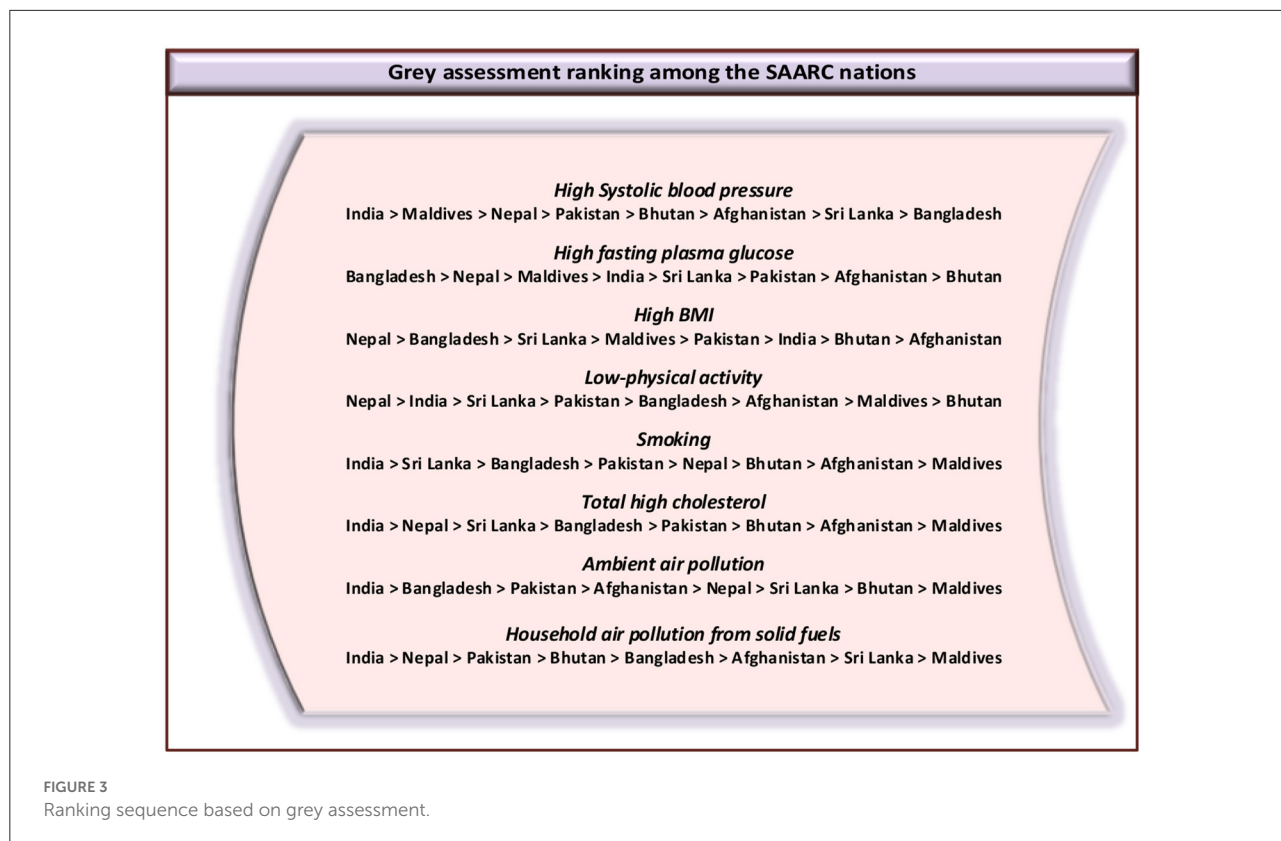 Grey assessment ranking among the SAARC nations
High Systolic blood pressure
India > Maldives > Nepal > Pakistan > Bhutan > Afghanistan > Sri Lanka > Bangladesh
High fasting plasma glucose
Bangladesh > Nepal > Maldives > India > Sri Lanka > Pakistan > Afghanistan > Bhutan
High BMI
Nepal > Bangladesh > Sri Lanka > Maldives > Pakistan > India > Bhutan > Afghanistan
Low-physical activity
Nepal > India > Sri Lanka > Pakistan > Bangladesh > Afghanistan > Maldives > Bhutan
Smoking
India > Sri Lanka > Bangladesh > Pakistan > Nepal > Bhutan > Afghanistan > Maldives
Total high cholesterol
India > Nepal > Sri Lanka > Bangladesh > Pakistan > Bhutan > Afghanistan > Maldives
Ambient air pollution
India > Bangladesh > Pakistan > Afghanistan > Nepal > Sri Lanka > Bhutan > Maldives
Household air pollution from solid fuels
India > Nepal > Pakistan > Bhutan > Bangladesh > Afghanistan > Sri Lanka > Maldives
FIGURE 3
Ranking sequence based on grey assessment.